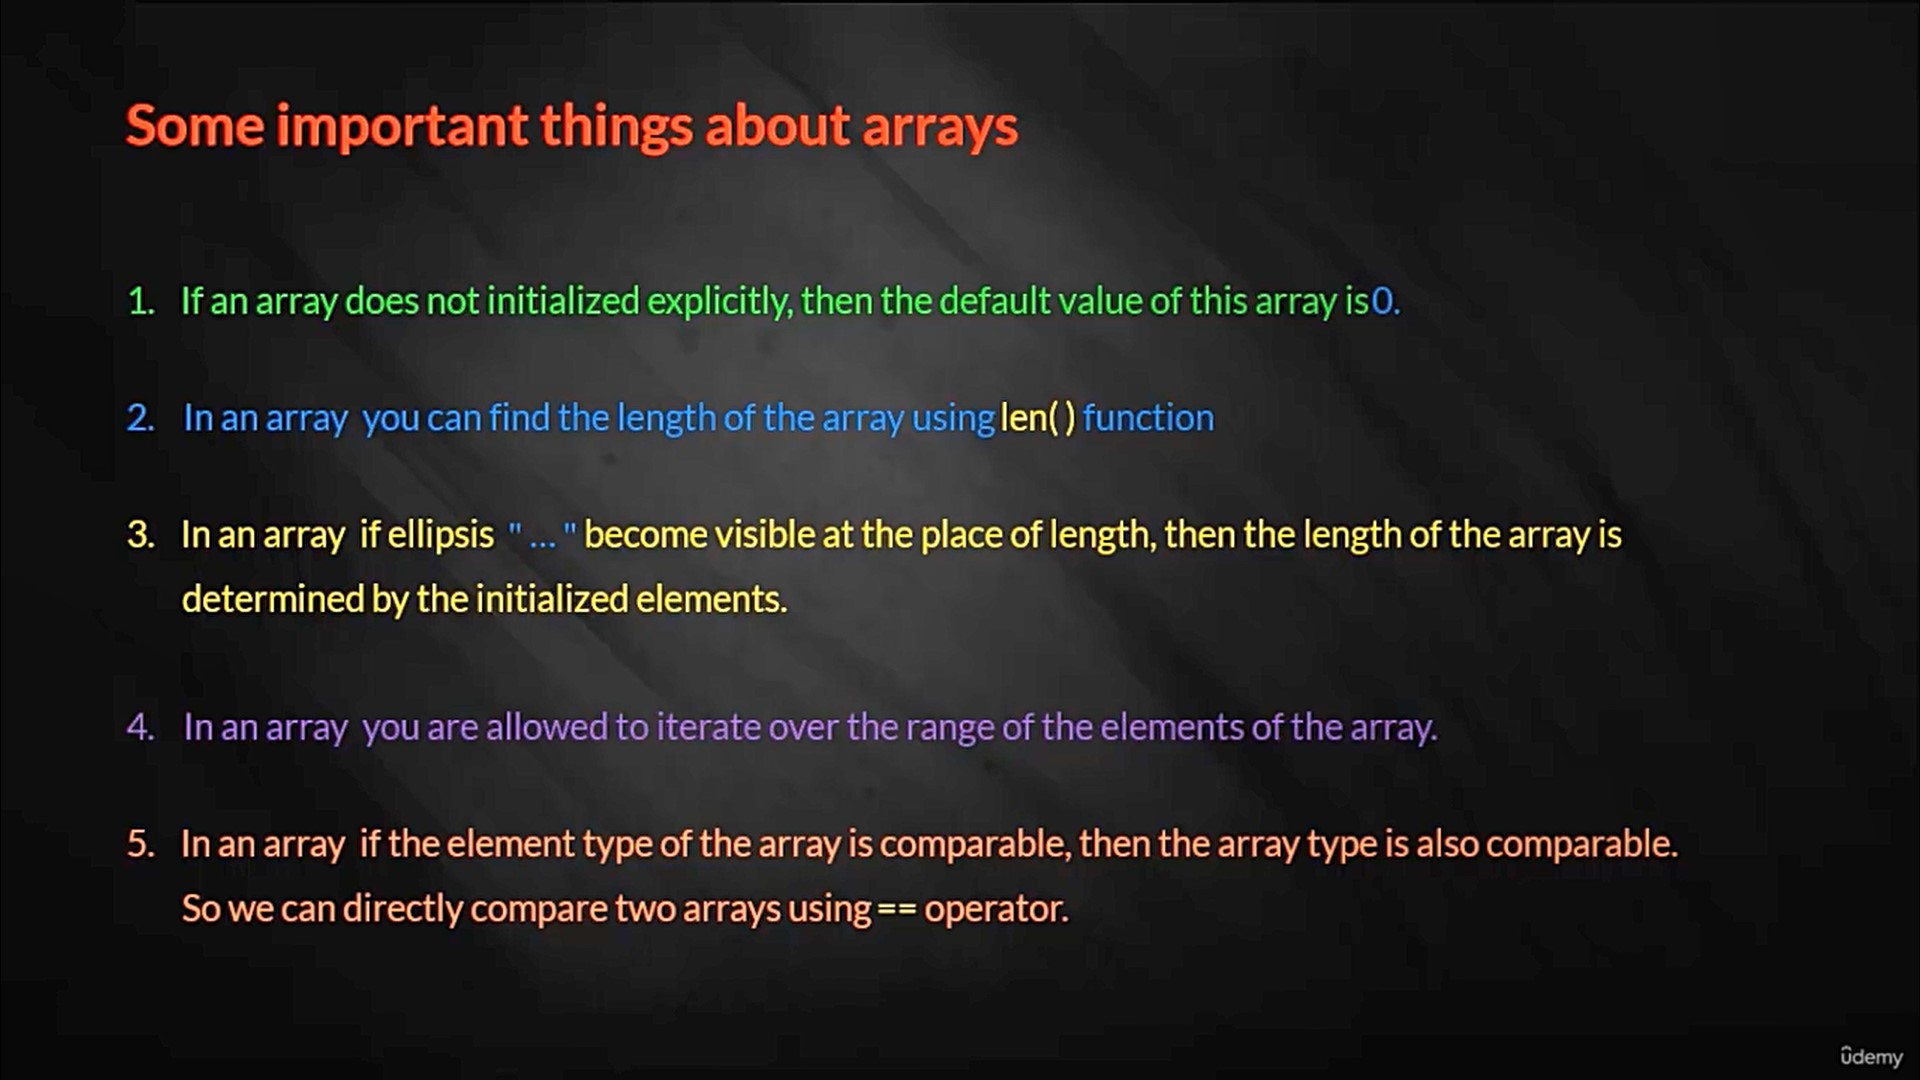 Some important things about arrays
1. If an array does not initialized explicitly, then the default value of this array is 0.
2. In an array you can find the length of the array using len( ) function
3. In an array if ellipsis " ... " become visible at the place of length, then the length of the array is
determined by the initialized elements.
4. In an array you are allowed to iterate over the range of the elements of the array.
5. In an array if the element type of the array is comparable, then the array type is also comparable.
So we can directly compare two arrays using == operator.
ûdemy